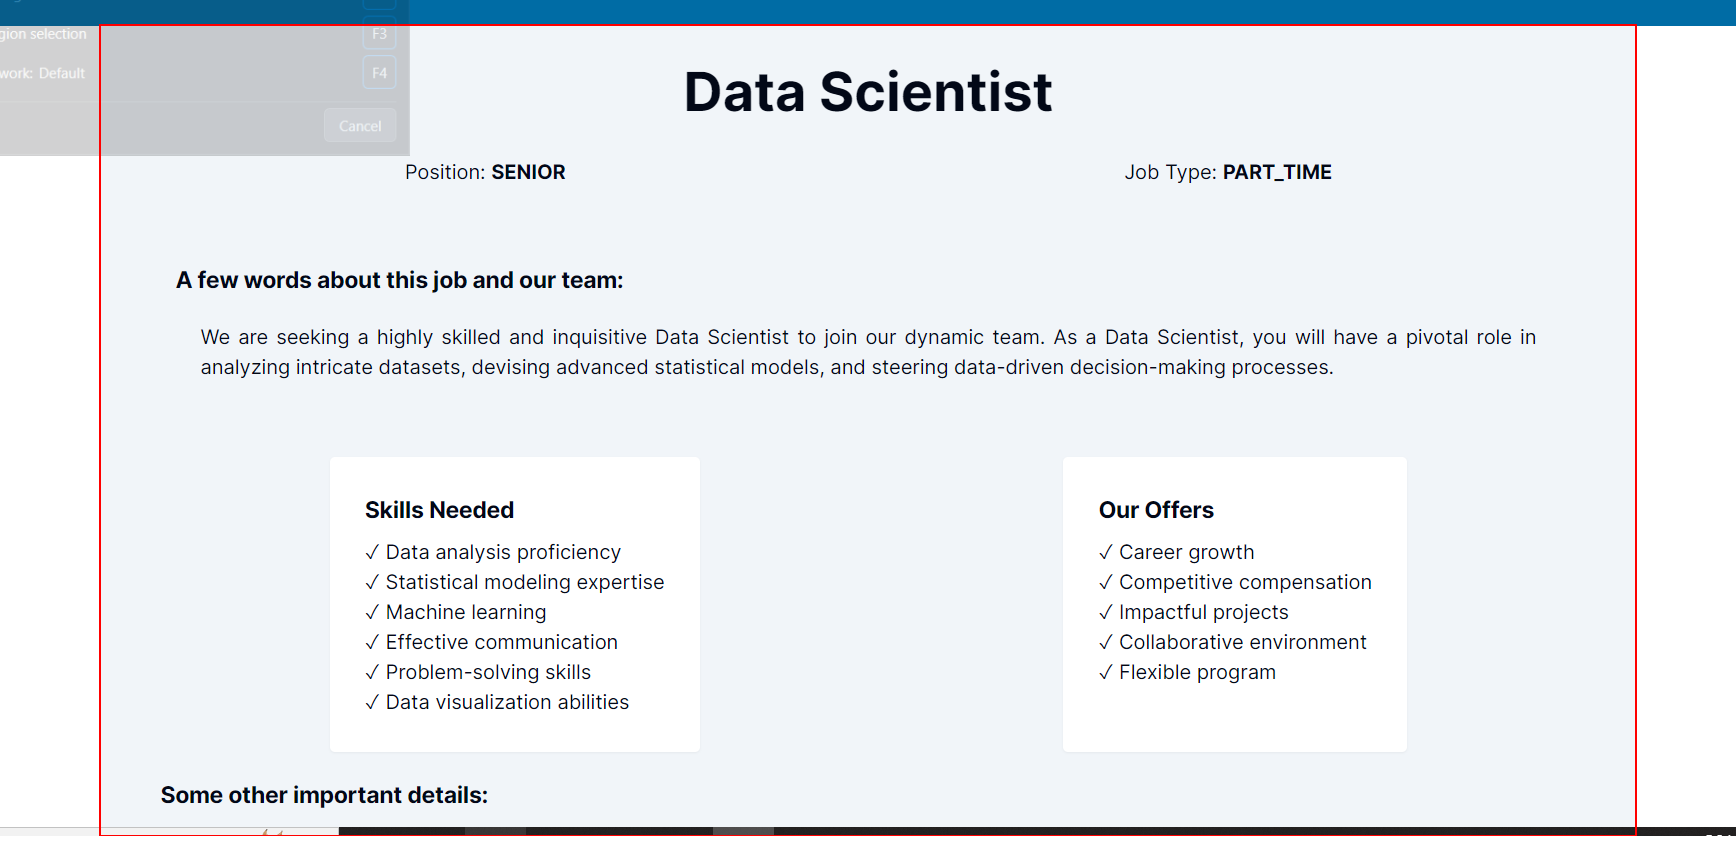 gion selection F3
work: Default F4
Cancel
Data Scientist
Position: SENIOR
Job Type: PART_TIME
A few words about this job and our team:
We are seeking a highly skilled and inquisitive Data Scientist to join our dynamic team. As a Data Scientist, you will have a pivotal role in
analyzing intricate datasets, devising advanced statistical models, and steering data-driven decision-making processes.
Skills Needed
✓ Data analysis proficiency
✓ Statistical modeling expertise
✓ Machine learning
✓ Effective communication
✓ Problem-solving skills
✓ Data visualization abilities
Our Offers
✓ Career growth
✓ Competitive compensation
✓ Impactful projects
✓ Collaborative environment
✓ Flexible program
Some other important details: